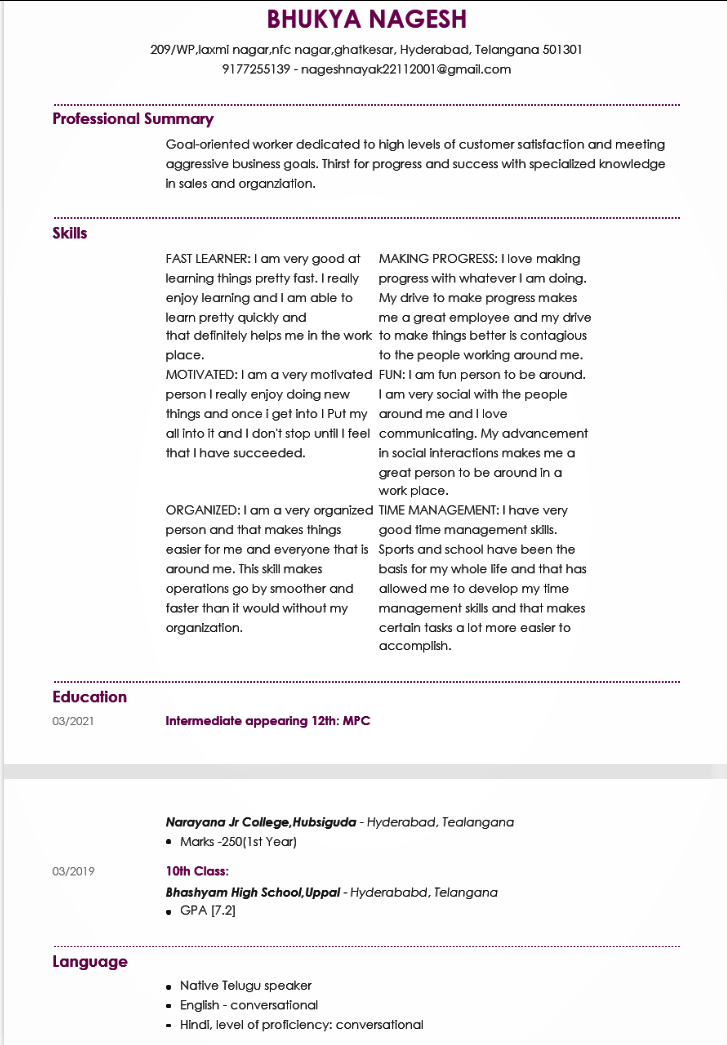 BHUKYA NAGESH
209/WP,laxmi nagar,nfc nagar,ghatkesar, Hyderabad, Telangana 501301
9177255139 - nageshnayak22112001@gmail.com
Professional Summary
Goal-oriented worker dedicated to high levels of customer satisfaction and meeting
aggressive business goals. Thirst for progress and success with specialized knowledge
in sales and organziation.
Skills
FAST LEARNER: I am very good at
learning things pretty fast. I really
enjoy learning and I am able to
learn pretty quickly and
that definitely helps me in the work
place.
MAKING PROGRESS: I love making
progress with whatever I am doing.
My drive to make progress makes
me a great employee and my drive
to make things better is contagious
to the people working around me.
MOTIVATED: I am a very motivated
person I really enjoy doing new
things and once i get into I Put my
all into it and I don't stop until I feel
that I have succeeded.
FUN: I am fun person to be around.
I am very social with the people
around me and I love
communicating. My advancement
in social interactions makes me a
great person to be around in a
work place.
ORGANIZED: I am a very organized
person and that makes things
easier for me and everyone that is
around me. This skill makes
operations go by smoother and
faster than it would without my
organization.
TIME MANAGEMENT: I have very
good time management skills.
Sports and school have been the
basis for my whole life and that has
allowed me to develop my time
management skills and that makes
certain tasks a lot more easier to
accomplish.
Education
03/2021 Intermediate appearing 12th: MPC
Narayana Jr College,Hubsiguda - Hyderabad, Tealangana
• Marks -250(1st Year)
03/2019 10th Class:
Bhashyam High School,Uppal - Hyderababd, Telangana
• GPA [7.2]
Language
• Native Telugu speaker
• English - conversational
• Hindi, level of proficiency: conversational